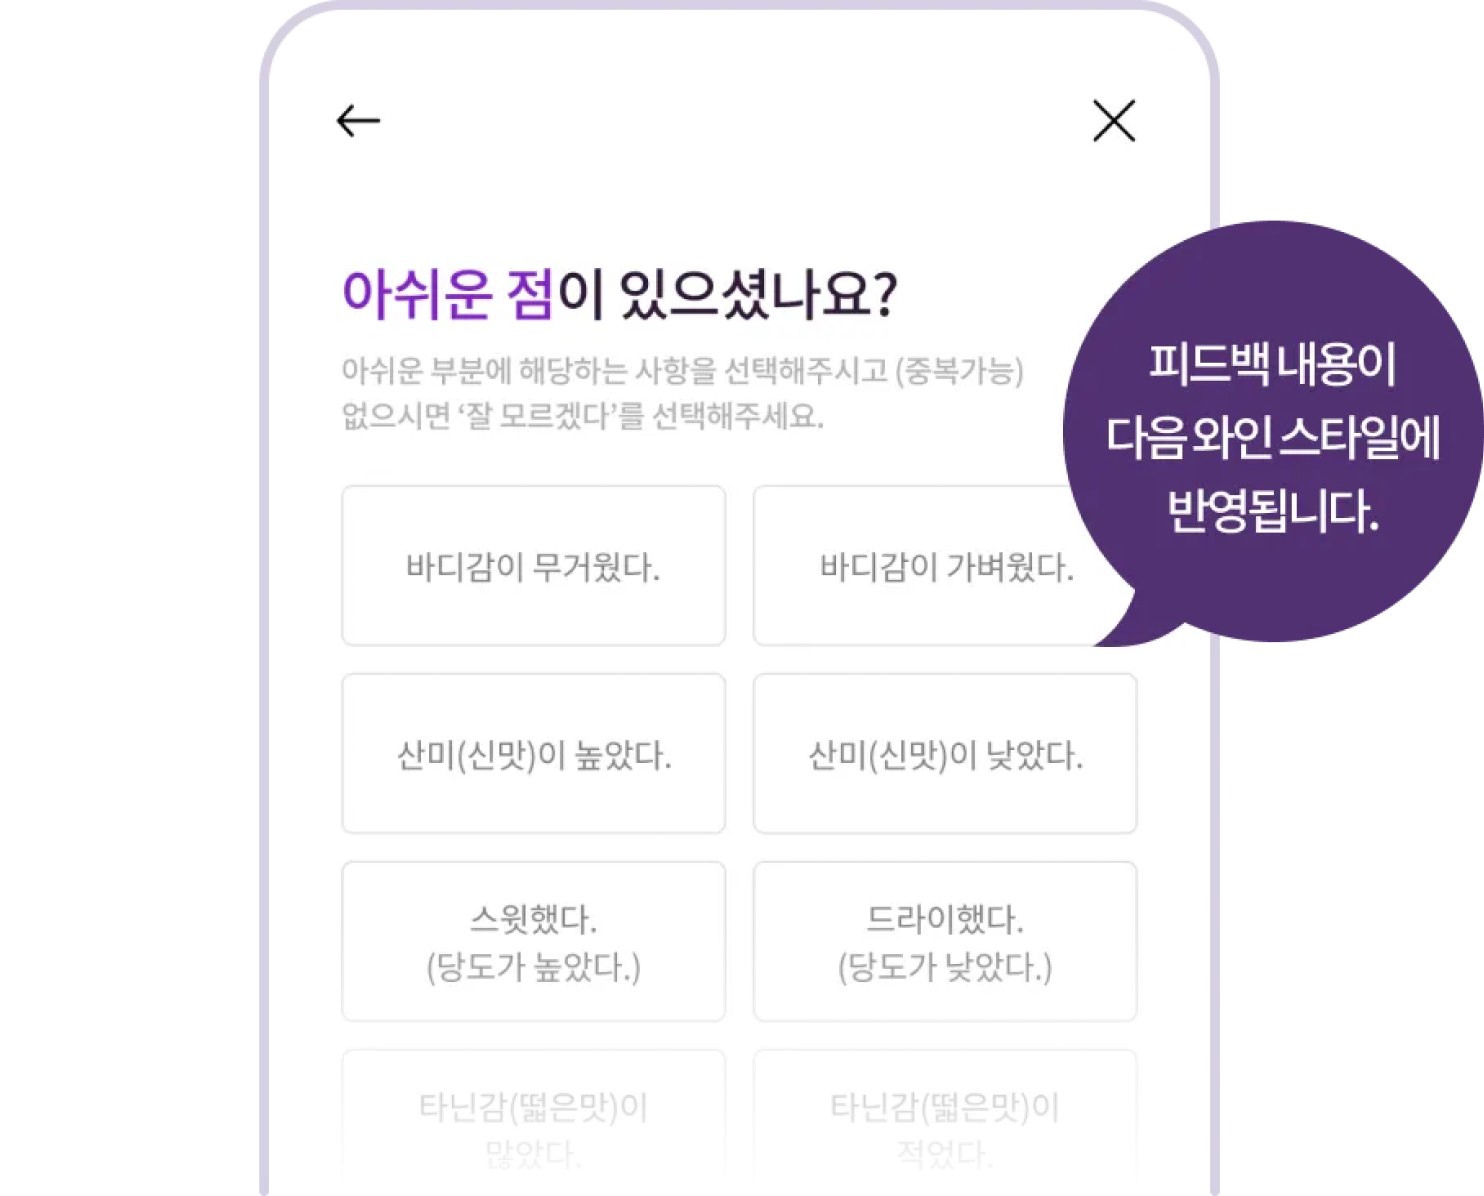 아쉬운 점이 있으셨나요?
아쉬운 부분에 해당하는 사항을 선택해주시고 (중복가능)
없으시면 ‘잘 모르겠다’를 선택해주세요.
피드백 내용이
다음 와인 스타일에
반영됩니다.
바디감이 무거웠다.
바디감이 가벼웠다.
산미(신맛)이 높았다.
산미(신맛)이 낮았다.
스윗했다.
(당도가 높았다.)
드라이했다.
(당도가 낮았다.)
타닌감(떫은맛)이
많았다.
타닌감(떫은맛)이
적었다.